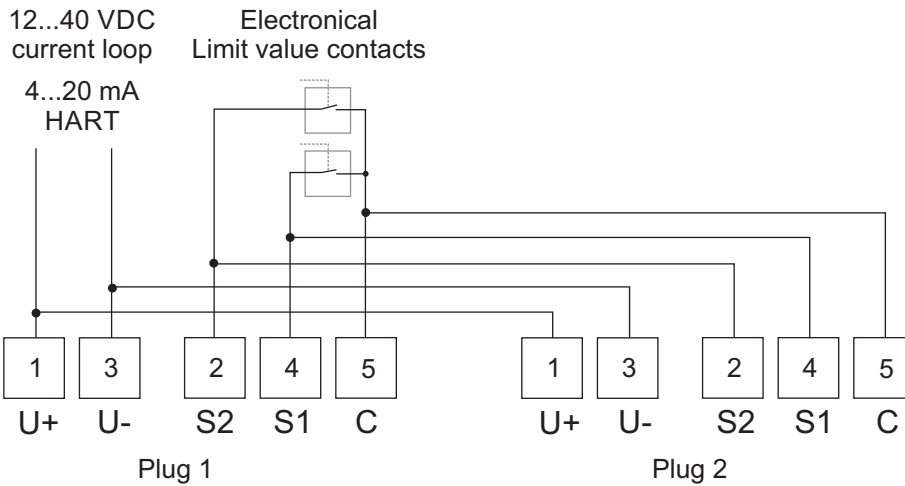 12...40 VDC
current loop
4...20 mA
HART
Electronical
Limit value contacts
1 3 2 4 5 1 3 2 4 5
U+ U- S2 S1 C U+ U- S2 S1 C
Plug 1 Plug 2